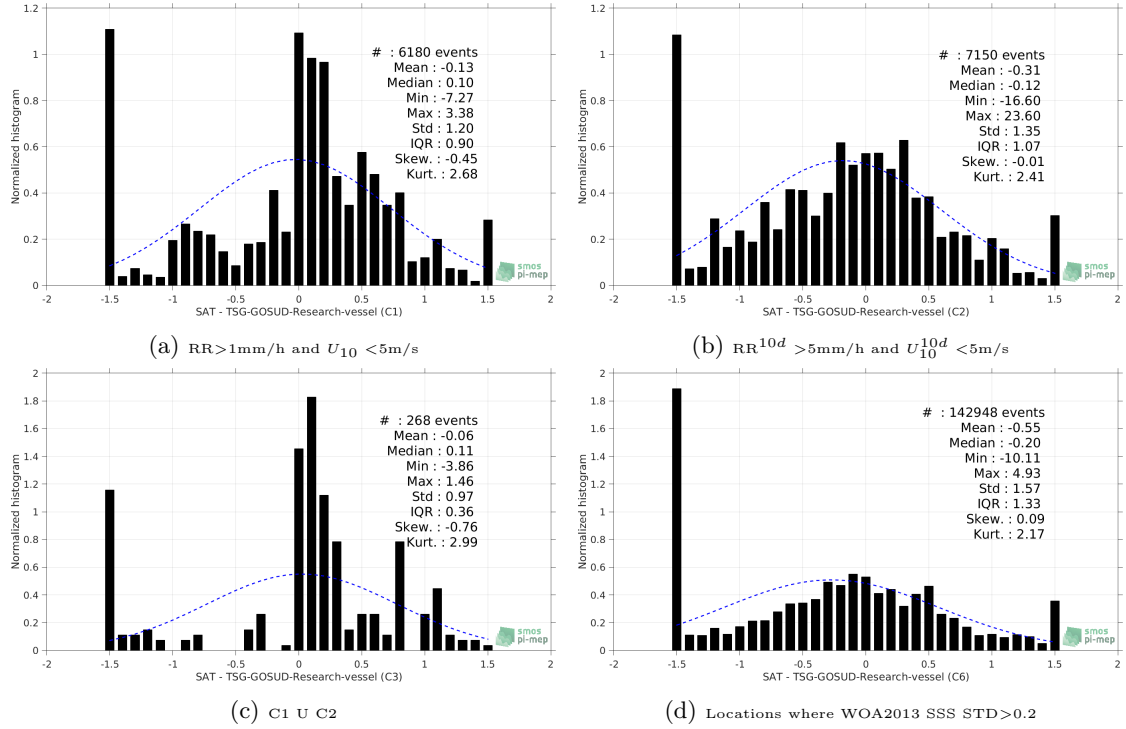 1.2
1
0.8
0.6
0.4
0.2
0
Normalized histogram
# : 6180 events
Mean : -0.13
Median : 0.10
Min : -7.27
Max : 3.38
Std : 1.20
IQR : 0.90
Skew. : -0.45
Kurt. : 2.68
smos
pi-mep
-2 -1.5 -1 -0.5 0 0.5 1 1.5 2
SAT - TSG-GOSUD-Research-vessel (C1)
(a) RR>1mm/h and U10 <5m/s
1.2
1
0.8
0.6
0.4
0.2
0
Normalized histogram
# : 7150 events
Mean : -0.31
Median : -0.12
Min : -16.60
Max : 23.60
Std : 1.35
IQR : 1.07
Skew. : -0.01
Kurt. : 2.41
smos
pi-mep
-2 -1.5 -1 -0.5 0 0.5 1 1.5 2
SAT - TSG-GOSUD-Research-vessel (C2)
(b) RR^10d >5mm/h and U10^10d <5m/s
2
1.8
1.6
1.4
1.2
1
0.8
0.6
0.4
0.2
0
Normalized histogram
# : 268 events
Mean : -0.06
Median : 0.11
Min : -3.86
Max : 1.46
Std : 0.97
IQR : 0.36
Skew. : -0.76
Kurt. : 2.99
smos
pi-mep
-2 -1.5 -1 -0.5 0 0.5 1 1.5 2
SAT - TSG-GOSUD-Research-vessel (C3)
(c) C1 U C2
2
1.8
1.6
1.4
1.2
1
0.8
0.6
0.4
0.2
0
Normalized histogram
# : 142948 events
Mean : -0.55
Median : -0.20
Min : -10.11
Max : 4.93
Std : 1.57
IQR : 1.33
Skew. : 0.09
Kurt. : 2.17
smos
pi-mep
-2 -1.5 -1 -0.5 0 0.5 1 1.5 2
SAT - TSG-GOSUD-Research-vessel (C6)
(d) Locations where WOA2013 SSS STD>0.2